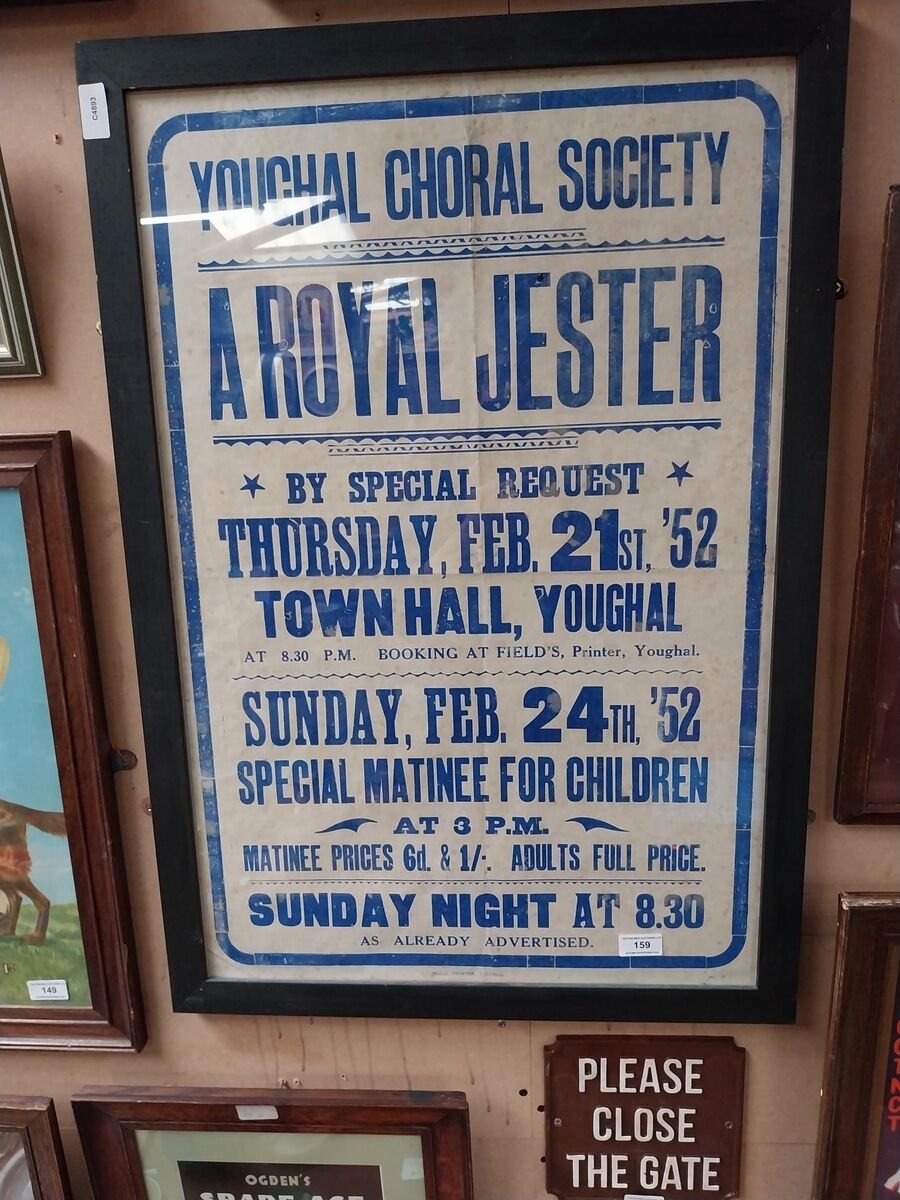 C4893
YOUGHAL CHORAL SOCIETY
A ROYAL JESTER
BY SPECIAL REQUEST
THURSDAY, FEB. 21ST, '52
TOWN HALL, YOUGHAL
AT 8.30 P.M. BOOKING AT FIELD'S, Printer, Youghal.
SUNDAY, FEB. 24TH, '52
SPECIAL MATINEE FOR CHILDREN
AT 3 P.M.
MATINEE PRICES 6d. & 1/-. ADULTS FULL PRICE.
SUNDAY NIGHT AT 8.30
AS ALREADY ADVERTISED.
159
149
PLEASE
CLOSE
THE GATE
OGDEN'S